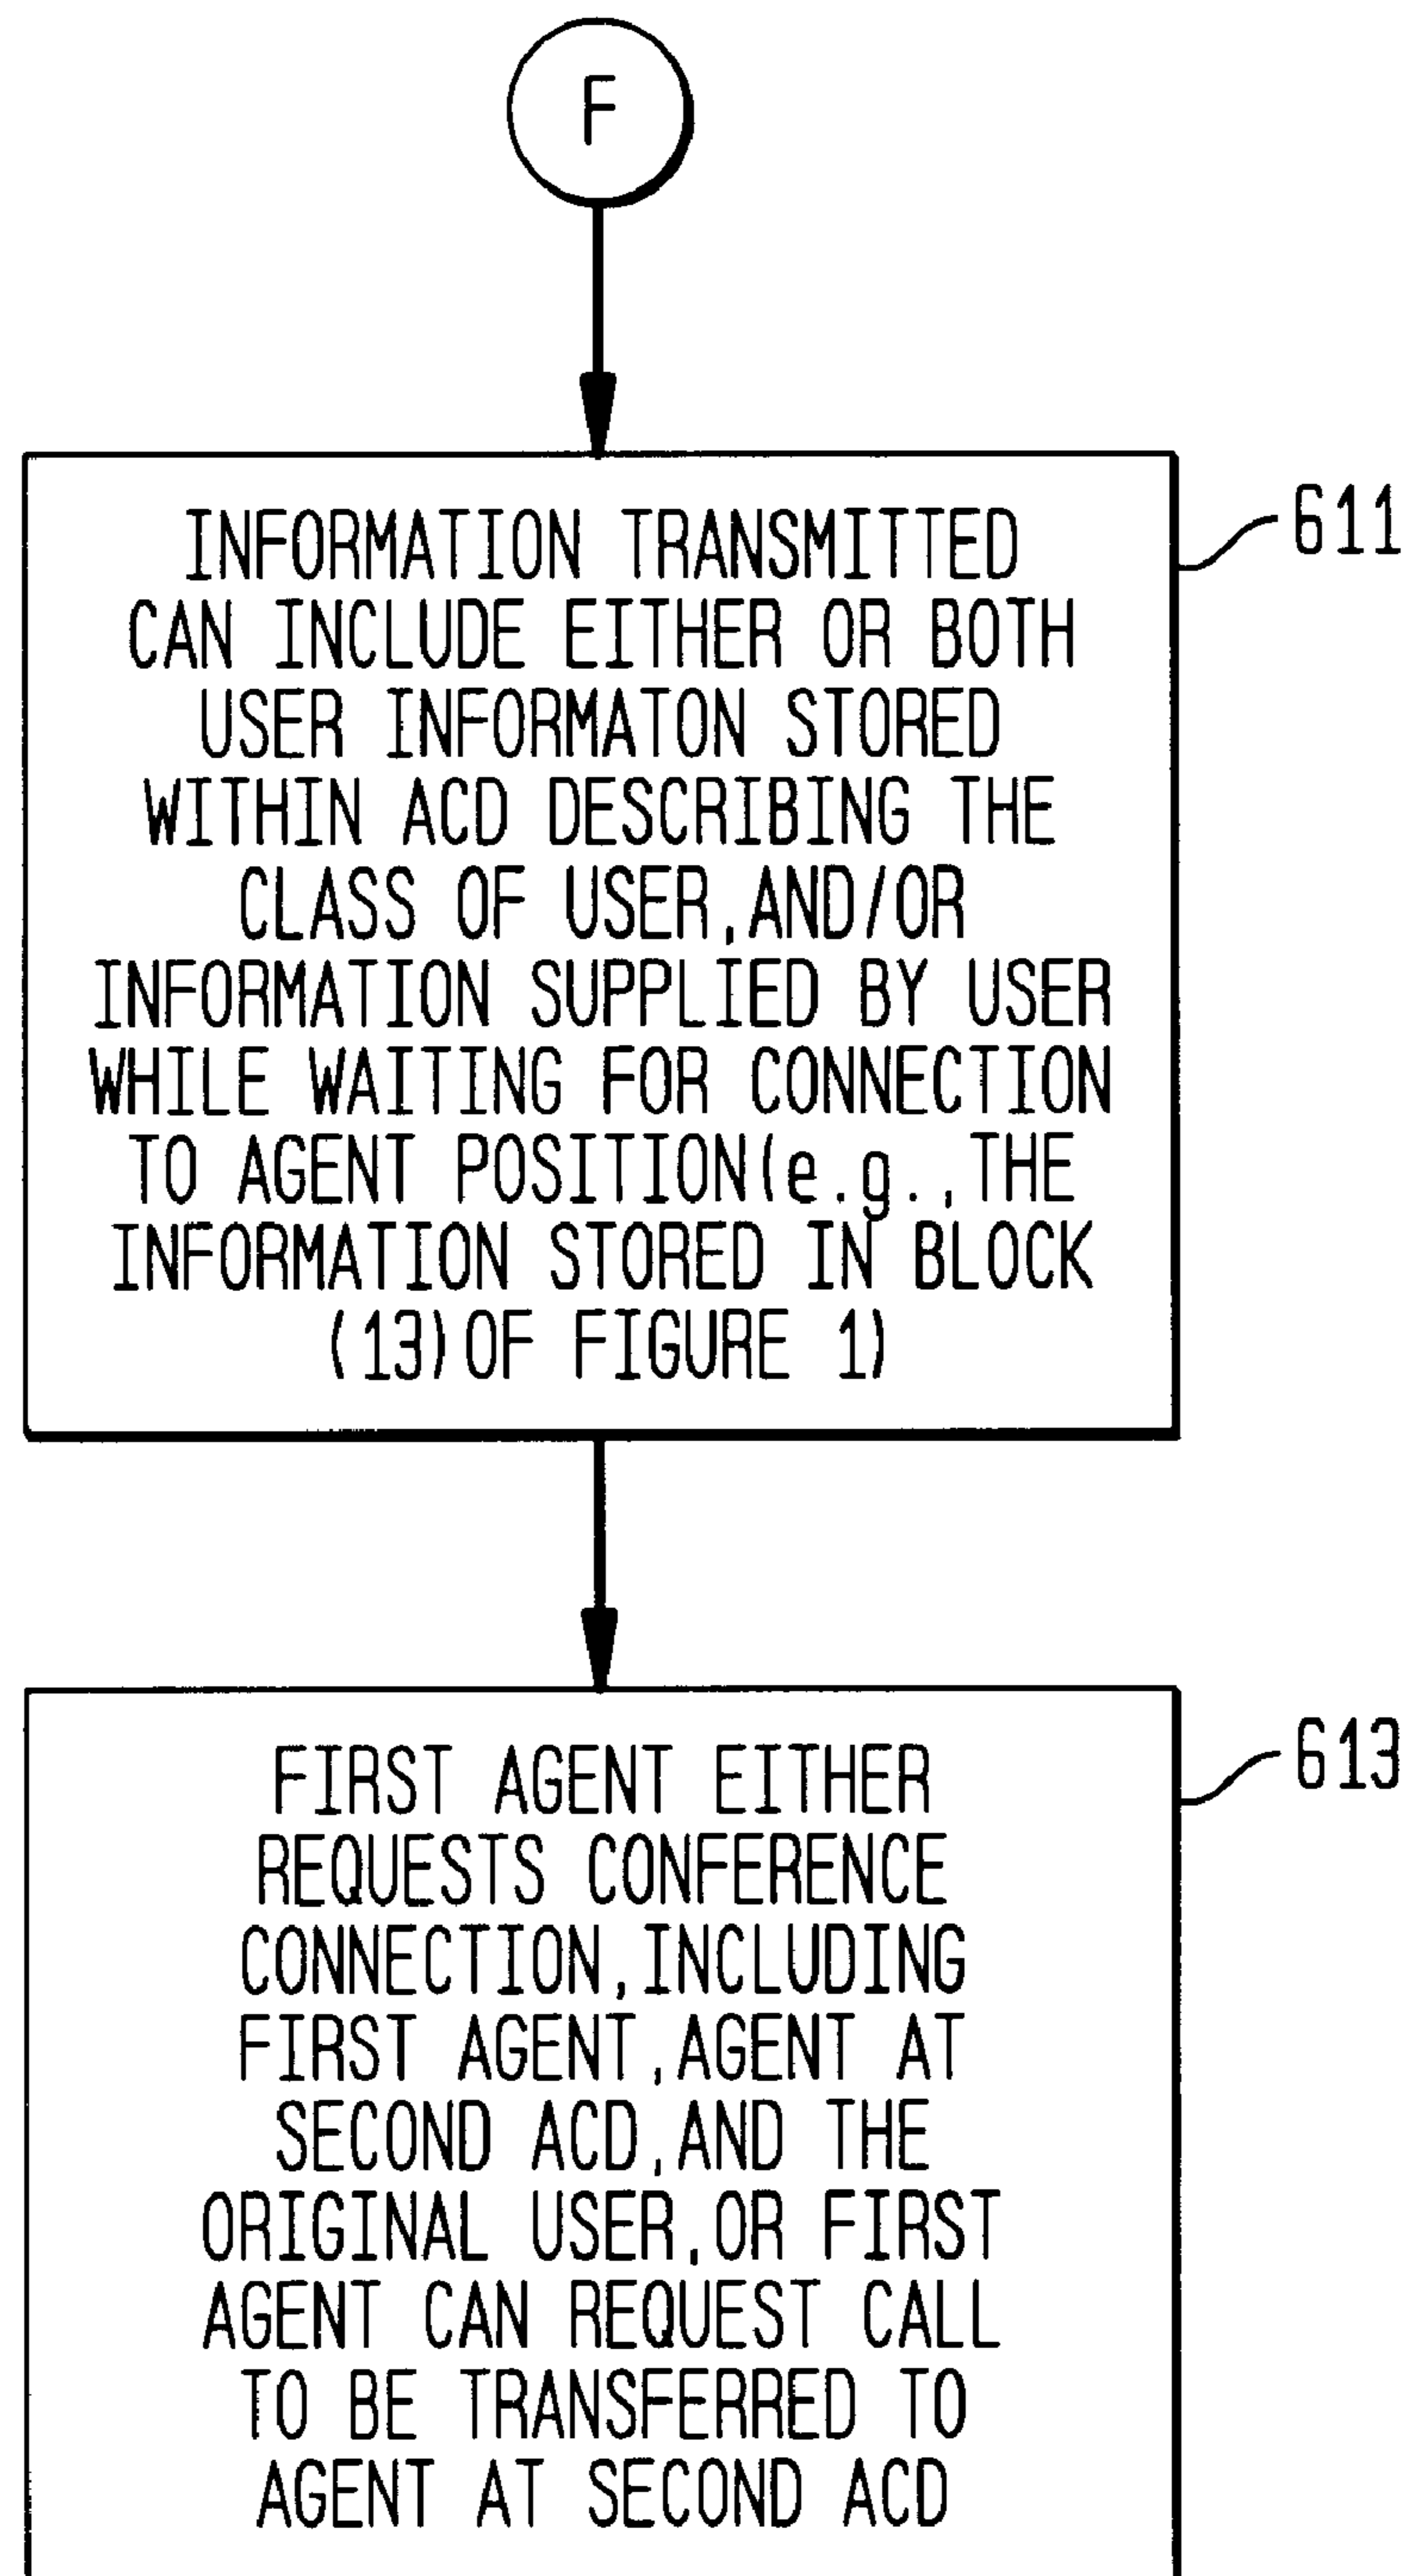 F
611
INFORMATION TRANSMITTED
CAN INCLUDE EITHER OR BOTH
USER INFORMATON STORED
WITHIN ACD DESCRIBING THE
CLASS OF USER,AND/OR
INFORMATION SUPPLIED BY USER
WHILE WAITING FOR CONNECTION
TO AGENT POSITION(e.g.,THE
INFORMATION STORED IN BLOCK
(13)OF FIGURE 1)
613
FIRST AGENT EITHER
REQUESTS CONFERENCE
CONNECTION,INCLUDING
FIRST AGENT,AGENT AT
SECOND ACD,AND THE
ORIGINAL USER,OR FIRST
AGENT CAN REQUEST CALL
TO BE TRANSFERRED TO
AGENT AT SECOND ACD